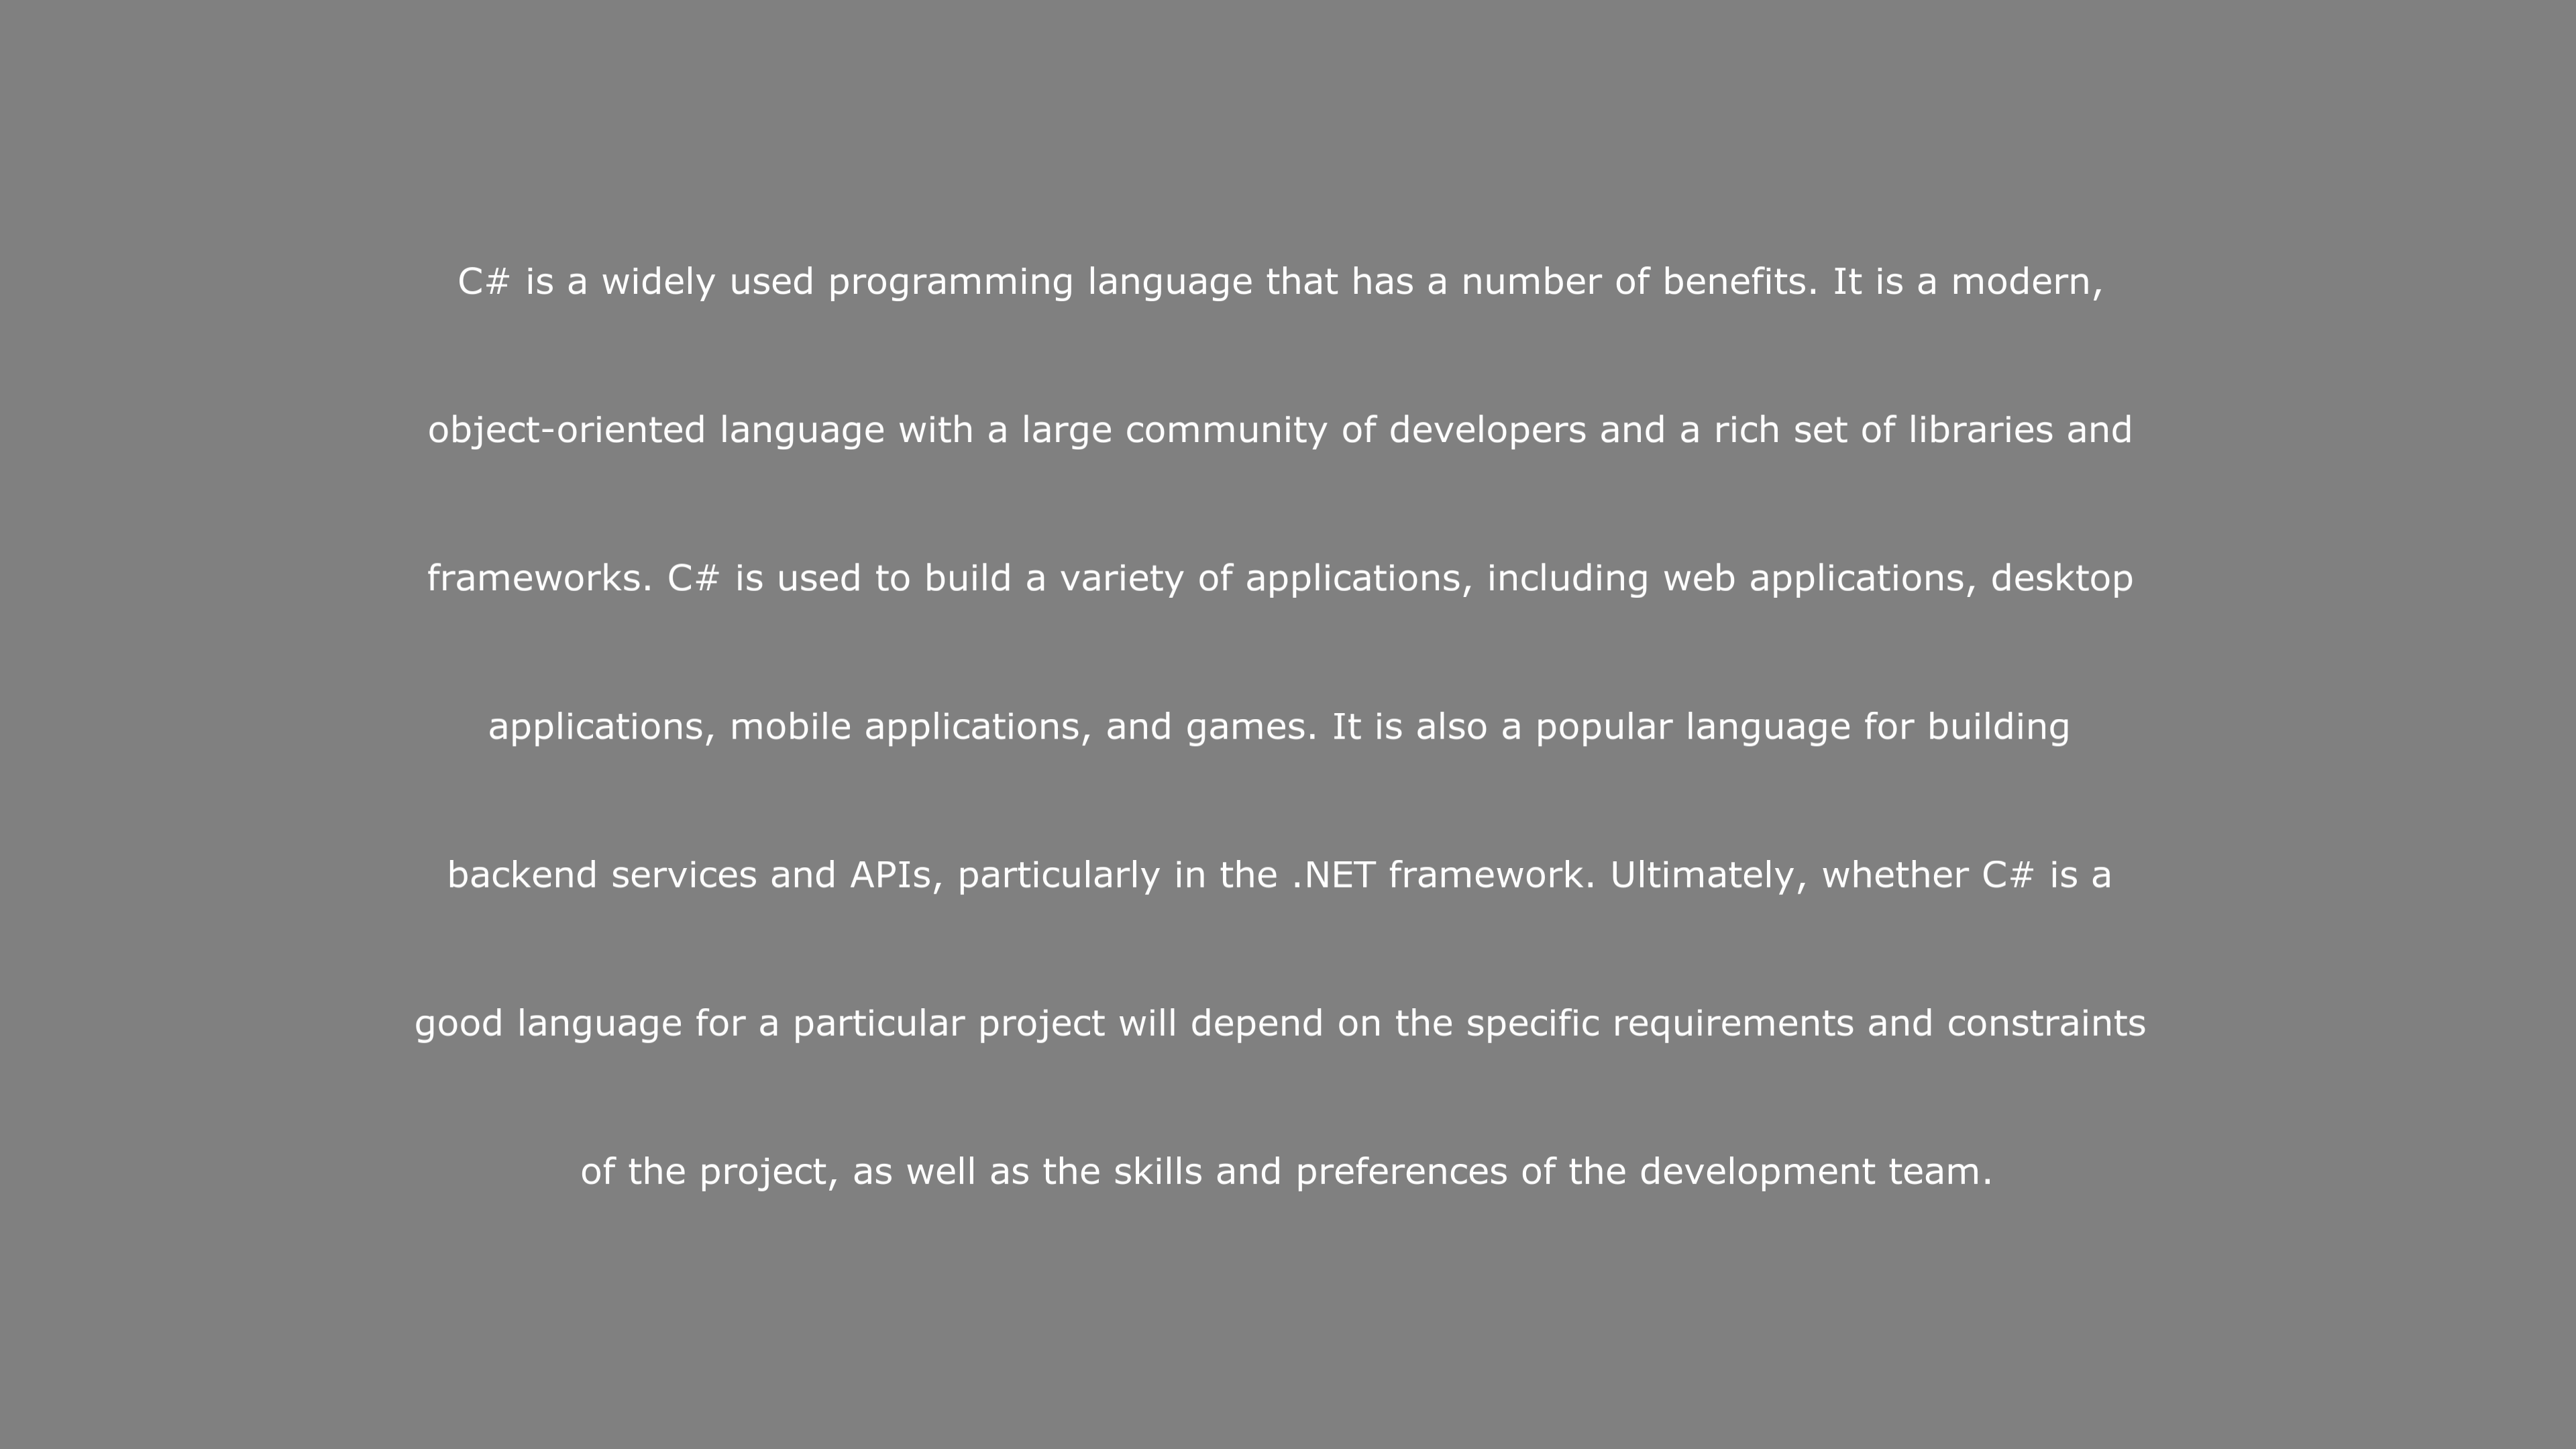 C# is a widely used programming language that has a number of benefits. It is a modern,
object-oriented language with a large community of developers and a rich set of libraries and
frameworks. C# is used to build a variety of applications, including web applications, desktop
applications, mobile applications, and games. It is also a popular language for building
backend services and APIs, particularly in the .NET framework. Ultimately, whether C# is a
good language for a particular project will depend on the specific requirements and constraints
of the project, as well as the skills and preferences of the development team.